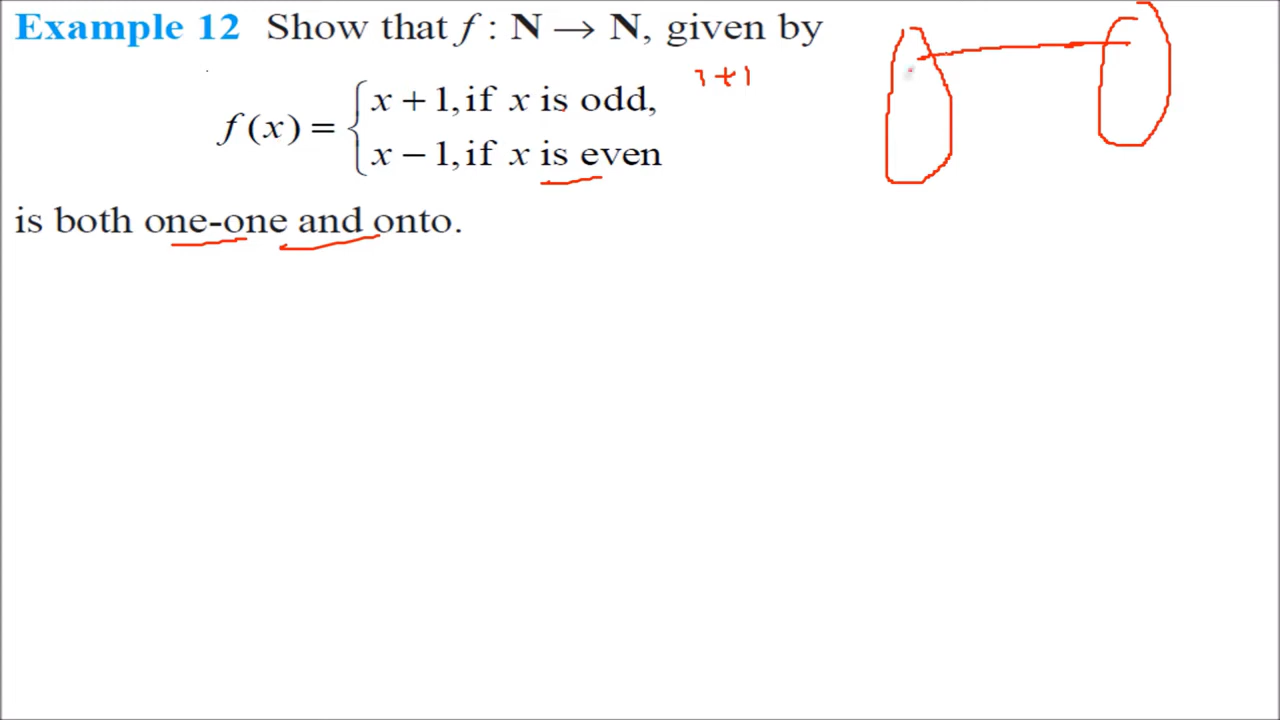 Example 12 Show that f : N → N, given by
1+1
f(x) = { x + 1, if x is odd,
x − 1, if x is even
is both one-one and onto.